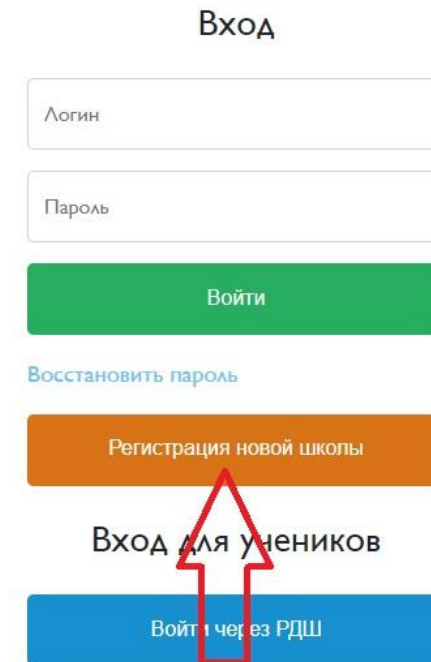 Вход
Логин
Пароль
Войти
Восстановить пароль
Регистрация новой школы
Вход для учеников
Войти через РДШ